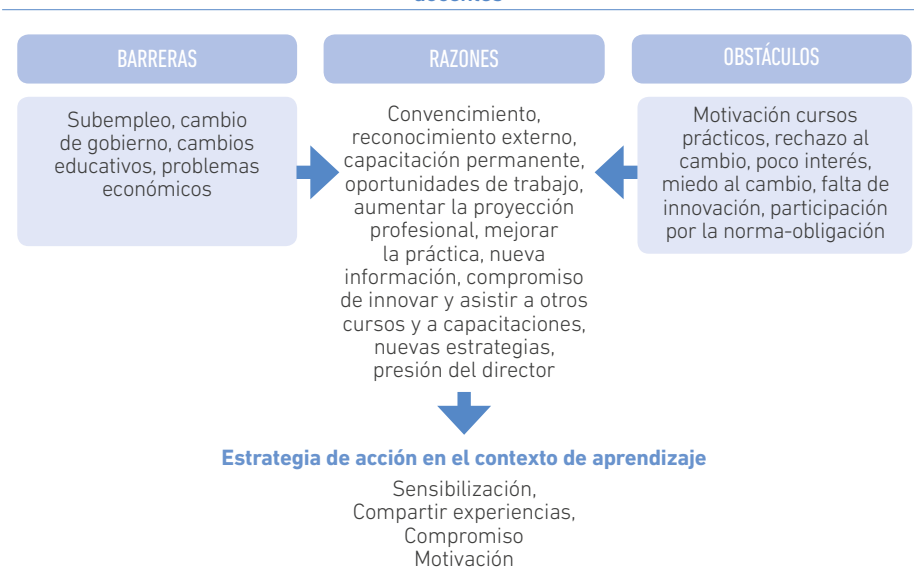 docentes
BARRERAS
Subempleo, cambio
de gobierno, cambios
educativos, problemas
económicos
RAZONES
Convencimiento,
reconocimiento externo,
capacitación permanente,
oportunidades de trabajo,
aumentar la proyección
profesional, mejorar
la práctica, nueva
información, compromiso
de innovar y asistir a otros
cursos y a capacitaciones,
nuevas estrategias,
presión del director
OBSTÁCULOS
Motivación cursos
prácticos, rechazo al
cambio, poco interés,
miedo al cambio, falta de
innovación, participación
por la norma-obligación
Estrategia de acción en el contexto de aprendizaje
Sensibilización,
Compartir experiencias,
Compromiso
Motivación